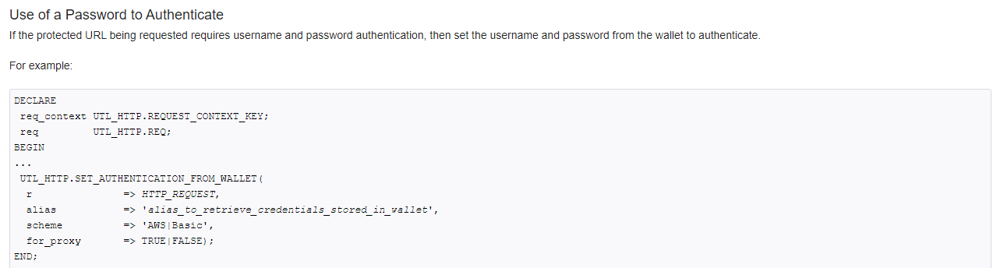 Use of a Password to Authenticate
If the protected URL being requested requires username and password authentication, then set the username and password from the wallet to authenticate.
For example:
DECLARE
 req_context UTL_HTTP.REQUEST_CONTEXT_KEY;
 req         UTL_HTTP.REQ;
BEGIN
...
 UTL_HTTP.SET_AUTHENTICATION_FROM_WALLET(
  r               => HTTP_REQUEST,
  alias           => 'alias_to_retrieve_credentials_stored_in_wallet',
  scheme          => 'AWS|Basic',
  for_proxy       => TRUE|FALSE);
END;